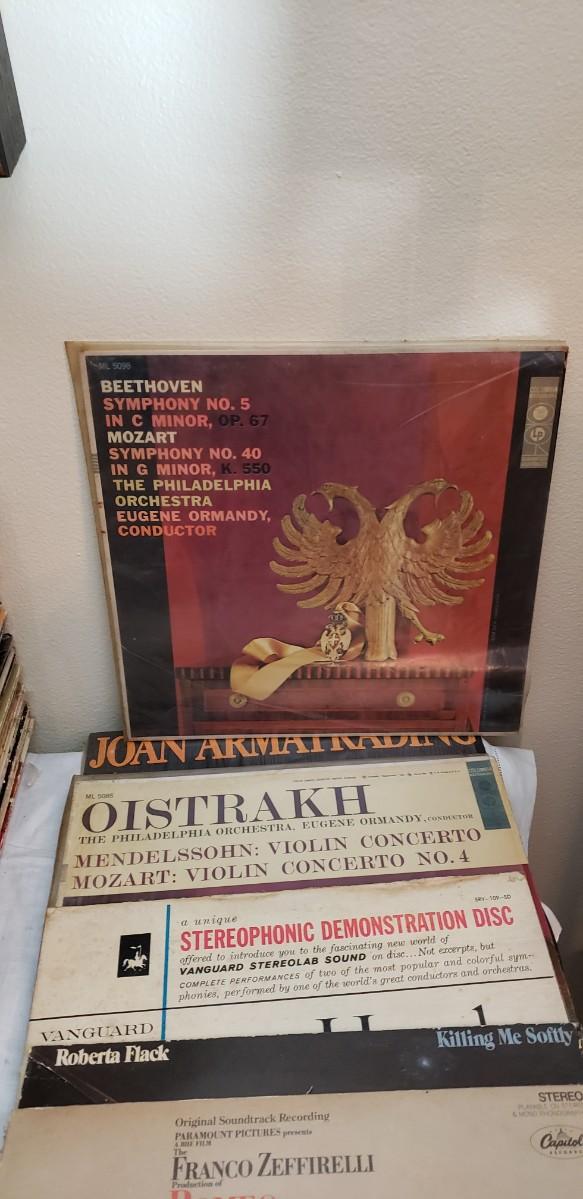 ML 5098
BEETHOVEN
SYMPHONY NO. 5
IN C MINOR, OP. 67
MOZART
SYMPHONY NO. 40
IN G MINOR, K. 550
THE PHILADELPHIA
ORCHESTRA
EUGENE ORMANDY,
CONDUCTOR
JOAN ARMATRADING
ML 5085
OISTRAKH
THE PHILADELPHIA ORCHESTRA, EUGENE ORMANDY, CONDUCTOR
MENDELSSOHN: VIOLIN CONCERTO
MOZART: VIOLIN CONCERTO NO. 4
SRV-109-SD
a unique
STEREOPHONIC DEMONSTRATION DISC
offered to introduce you to the fascinating new world of
VANGUARD STEREOLAB SOUND on disc...Not excerpts, but
COMPLETE PERFORMANCES of two of the most popular and colorful sym-
phonies, performed by one of the world's great conductors and orchestras.
VANGUARD
Roberta Flack
Killing Me Softly
STEREO
Original Soundtrack Recording
PARAMOUNT PICTURES presents
A BHE FILM
The
FRANCO ZEFFIRELLI
Production of
ROMEO
Capitol
RECORDS